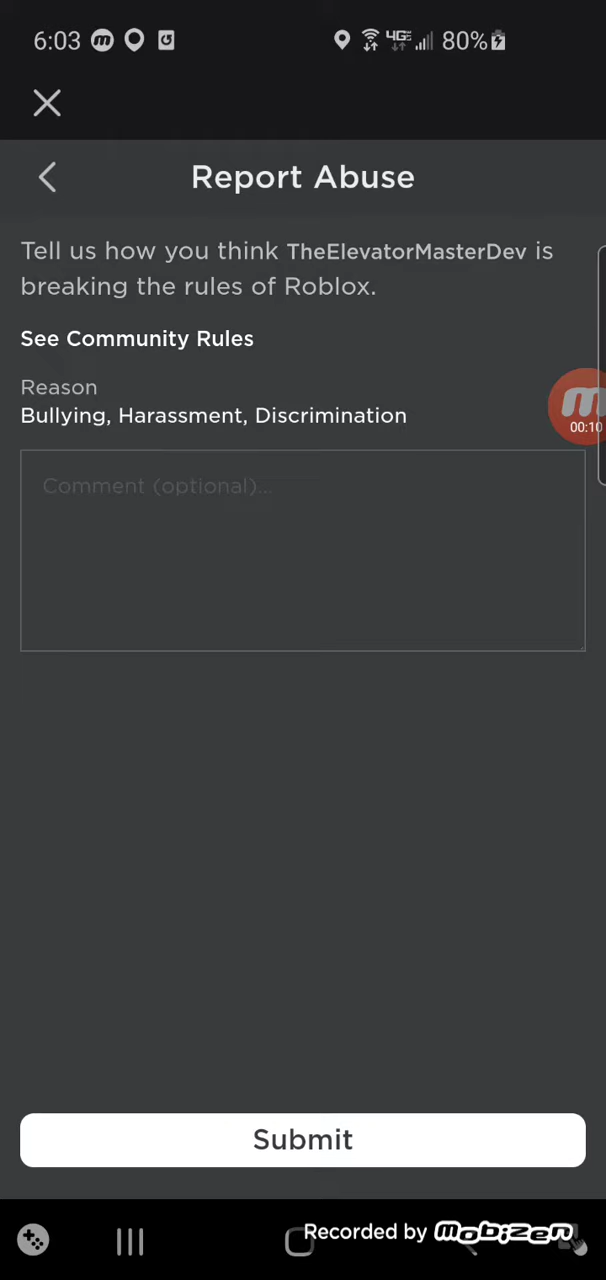 6:03
4GE 80%
Report Abuse
Tell us how you think TheElevatorMasterDev is
breaking the rules of Roblox.
See Community Rules
Reason
Bullying, Harassment, Discrimination
00:10
Comment (optional)...
Submit
Recorded by mobizen